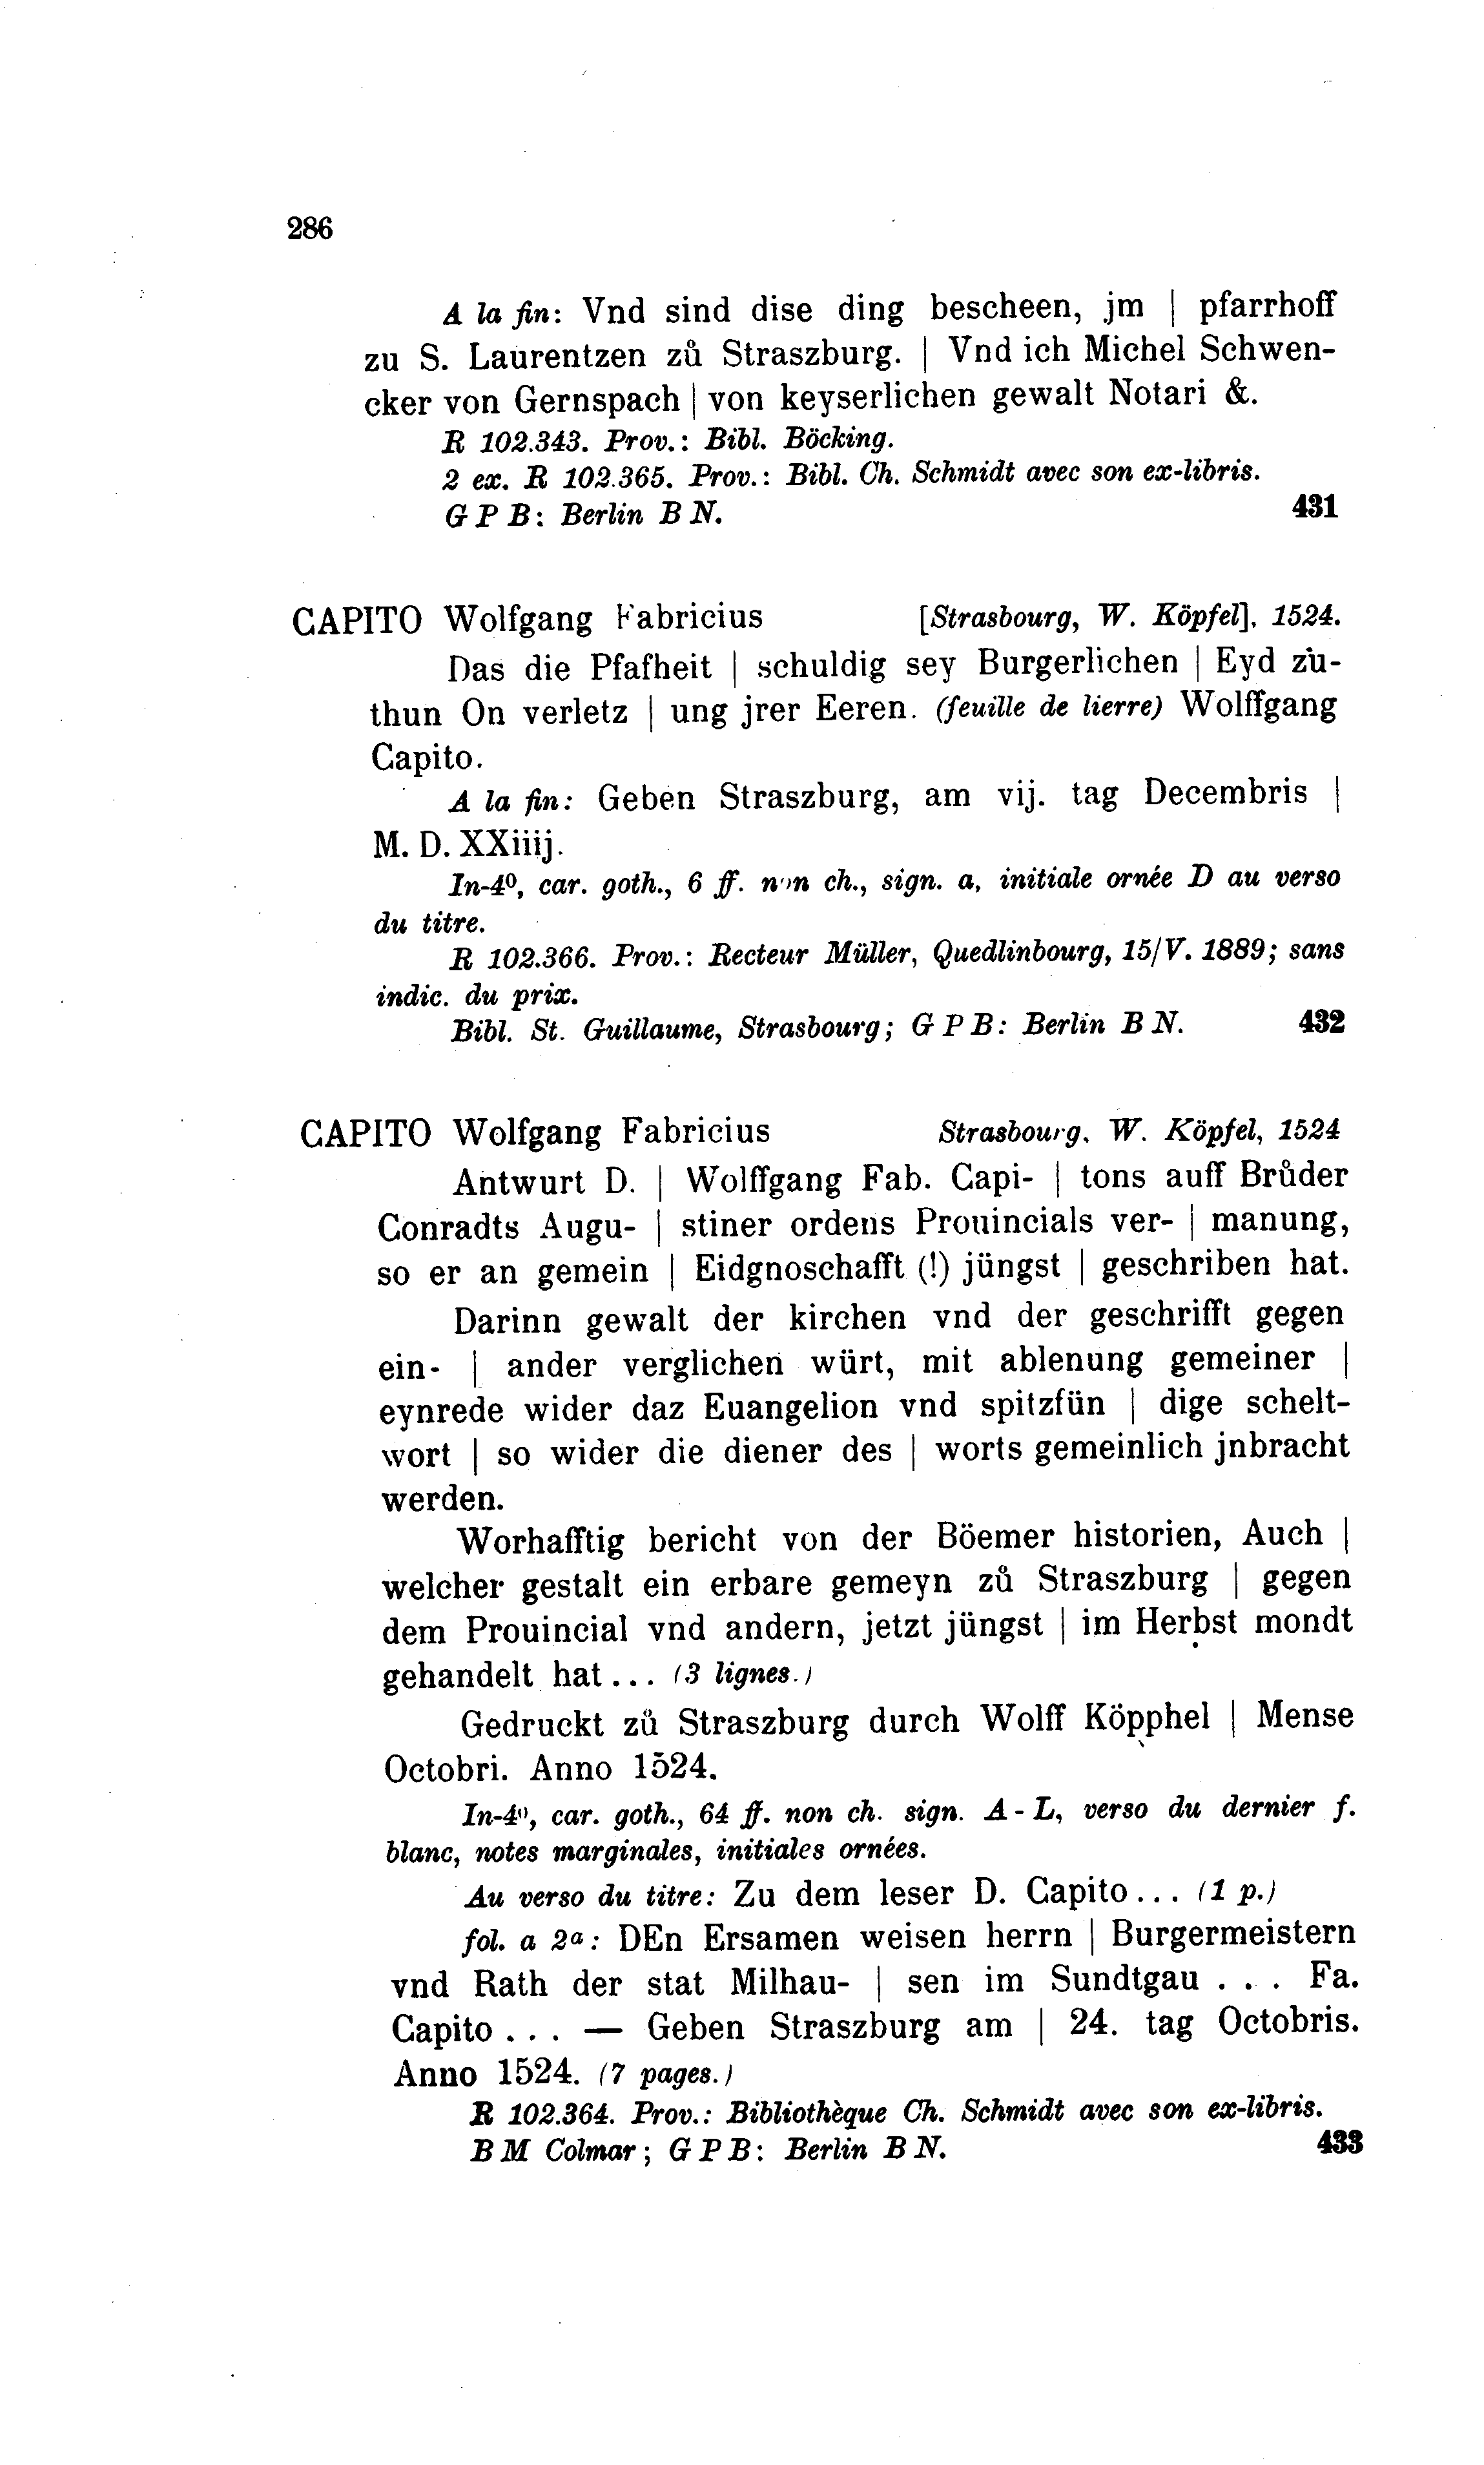 286
A la fin: Vnd sind dise ding bescheen, jm | pfarrhoff
zu S. Laurentzen zů Straszburg. | Vnd ich Michel Schwen-
cker von Gernspach | von keyserlichen gewalt Notari &.
R 102.343. Prov.: Bibl. Böcking.
2 ex. R 102.365. Prov.: Bibl. Ch. Schmidt avec son ex-libris.
G P B: Berlin B N. 431
CAPITO Wolfgang Fabricius [Strasbourg, W. Köpfel], 1524.
Das die Pfafheit | schuldig sey Burgerlichen | Eyd zu-
thun On verletz | ung jrer Eeren. (feuille de lierre) Wolffgang
Capito.
A la fin: Geben Straszburg, am vij. tag Decembris |
M. D. XXiiij.
In-4⁰, car. goth., 6 ff. non ch., sign. a, initiale ornée D au verso
du titre.
R 102.366. Prov.: Recteur Müller, Quedlinbourg, 15/V. 1889; sans
indic. du prix.
Bibl. St. Guillaume, Strasbourg; G P B: Berlin B N. 432
CAPITO Wolfgang Fabricius Strasbourg, W. Köpfel, 1524
Antwurt D. | Wolffgang Fab. Capi- | tons auff Brůder
Conradts Augu- | stiner ordens Prouincials ver- | manung,
so er an gemein | Eidgnoschafft (!) jüngst | geschriben hat.
Darinn gewalt der kirchen vnd der geschrifft gegen
ein- | ander verglichen würt, mit ablenung gemeiner |
eynrede wider daz Euangelion vnd spitzfün | dige schelt-
wort | so wider die diener des | worts gemeinlich jnbracht
werden.
Worhafftig bericht von der Böemer historien, Auch |
welcher gestalt ein erbare gemeyn zů Straszburg | gegen
dem Prouincial vnd andern, jetzt jüngst | im Herbst mondt
gehandelt hat... (3 lignes.)
Gedruckt zů Straszburg durch Wolff Köpphel | Mense
Octobri. Anno 1524.
In-4⁰, car. goth., 64 ff. non ch. sign. A - L, verso du dernier f.
blanc, notes marginales, initiales ornées.
Au verso du titre: Zu dem leser D. Capito... (1 p.)
fol. a 2ᵃ: DEn Ersamen weisen herrn | Burgermeistern
vnd Rath der stat Milhau- | sen im Sundtgau . . . Fa.
Capito . . . — Geben Straszburg am | 24. tag Octobris.
Anno 1524. (7 pages.)
R 102.364. Prov.: Bibliothèque Ch. Schmidt avec son ex-libris.
B M Colmar; G P B: Berlin B N. 433